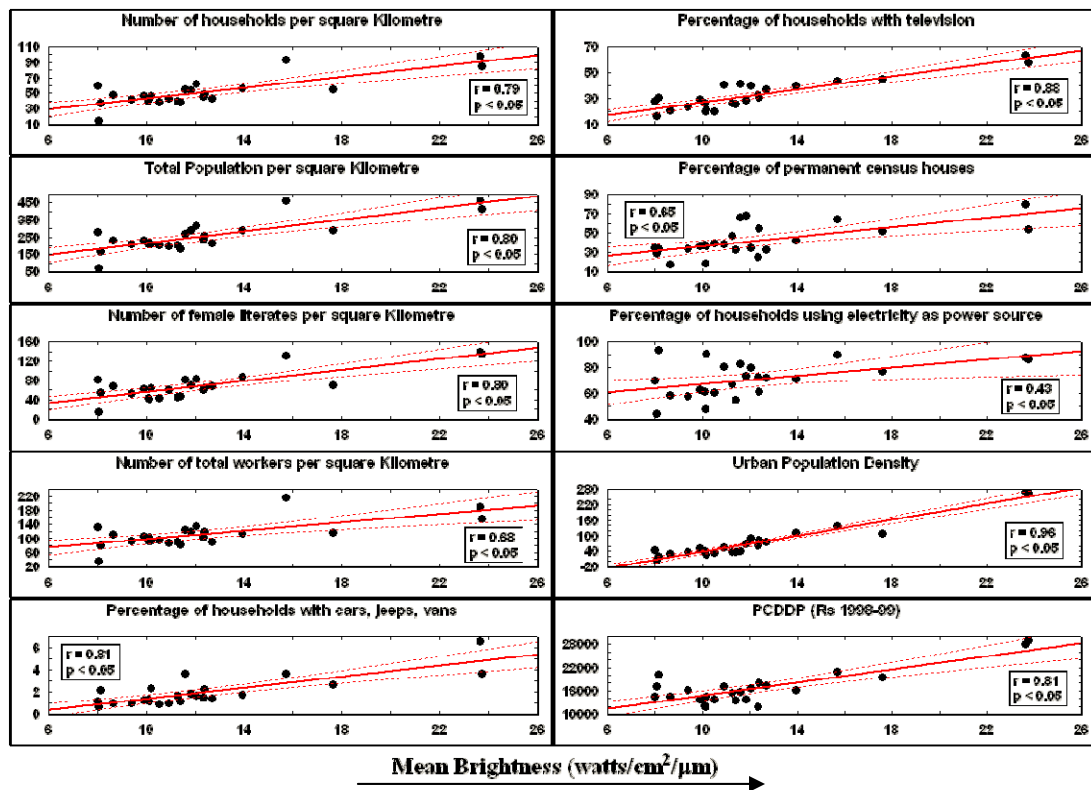 Number of households per square Kilometre
110
90
70
50
30
10
r = 0.79
p < 0.05
6 10 14 18 22 26
Percentage of households with television
70
50
30
10
r = 0.88
p < 0.05
6 10 14 18 22 26
Total Population per square Kilometre
450
350
250
150
50
r = 0.80
p < 0.05
6 10 14 18 22 26
Percentage of permanent census houses
90
70
50
30
10
r = 0.65
p < 0.05
6 10 14 18 22 26
Number of female literates per square Kilometre
160
120
80
40
0
r = 0.80
p < 0.05
6 10 14 18 22 26
Percentage of households using electricity as power source
100
80
60
40
r = 0.43
p < 0.05
6 10 14 18 22 26
Number of total workers per square Kilometre
220
180
140
100
60
20
r = 0.68
p < 0.05
6 10 14 18 22 26
Urban Population Density
280
220
160
100
40
-20
r = 0.96
p < 0.05
6 10 14 18 22 26
Percentage of households with cars, jeeps, vans
6
4
2
0
r = 0.81
p < 0.05
6 10 14 18 22 26
PCDDP (Rs 1998-99)
28000
22000
16000
10000
r = 0.81
p < 0.05
6 10 14 18 22 26
Mean Brightness (watts/cm²/µm)